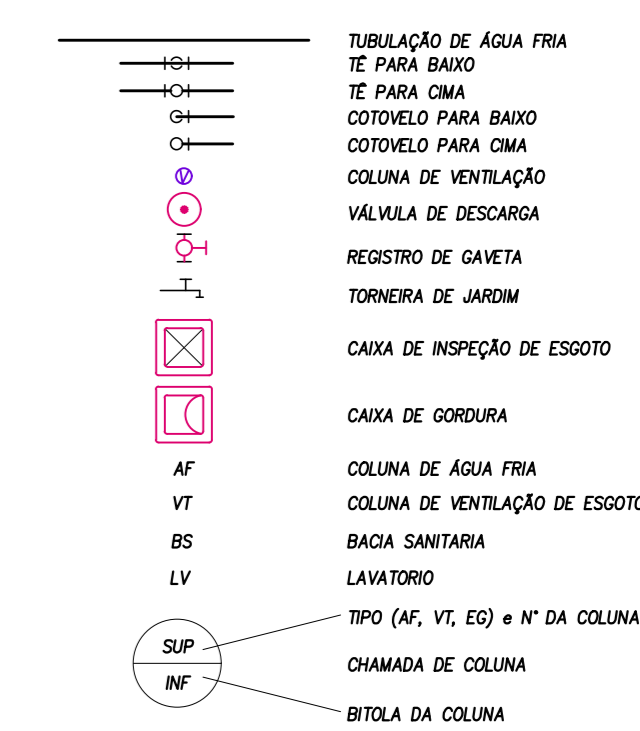 TUBULAÇÃO DE ÁGUA FRIA
TÊ PARA BAIXO
TÊ PARA CIMA
COTOVELO PARA BAIXO
COTOVELO PARA CIMA
V COLUNA DE VENTILAÇÃO
VÁLVULA DE DESCARGA
REGISTRO DE GAVETA
TORNEIRA DE JARDIM
CAIXA DE INSPEÇÃO DE ESGOTO
CAIXA DE GORDURA
AF COLUNA DE ÁGUA FRIA
VT COLUNA DE VENTILAÇÃO DE ESGOTO
BS BACIA SANITARIA
LV LAVATORIO
TIPO (AF, VT, EG) e N° DA COLUNA
SUP
CHAMADA DE COLUNA
INF
BITOLA DA COLUNA